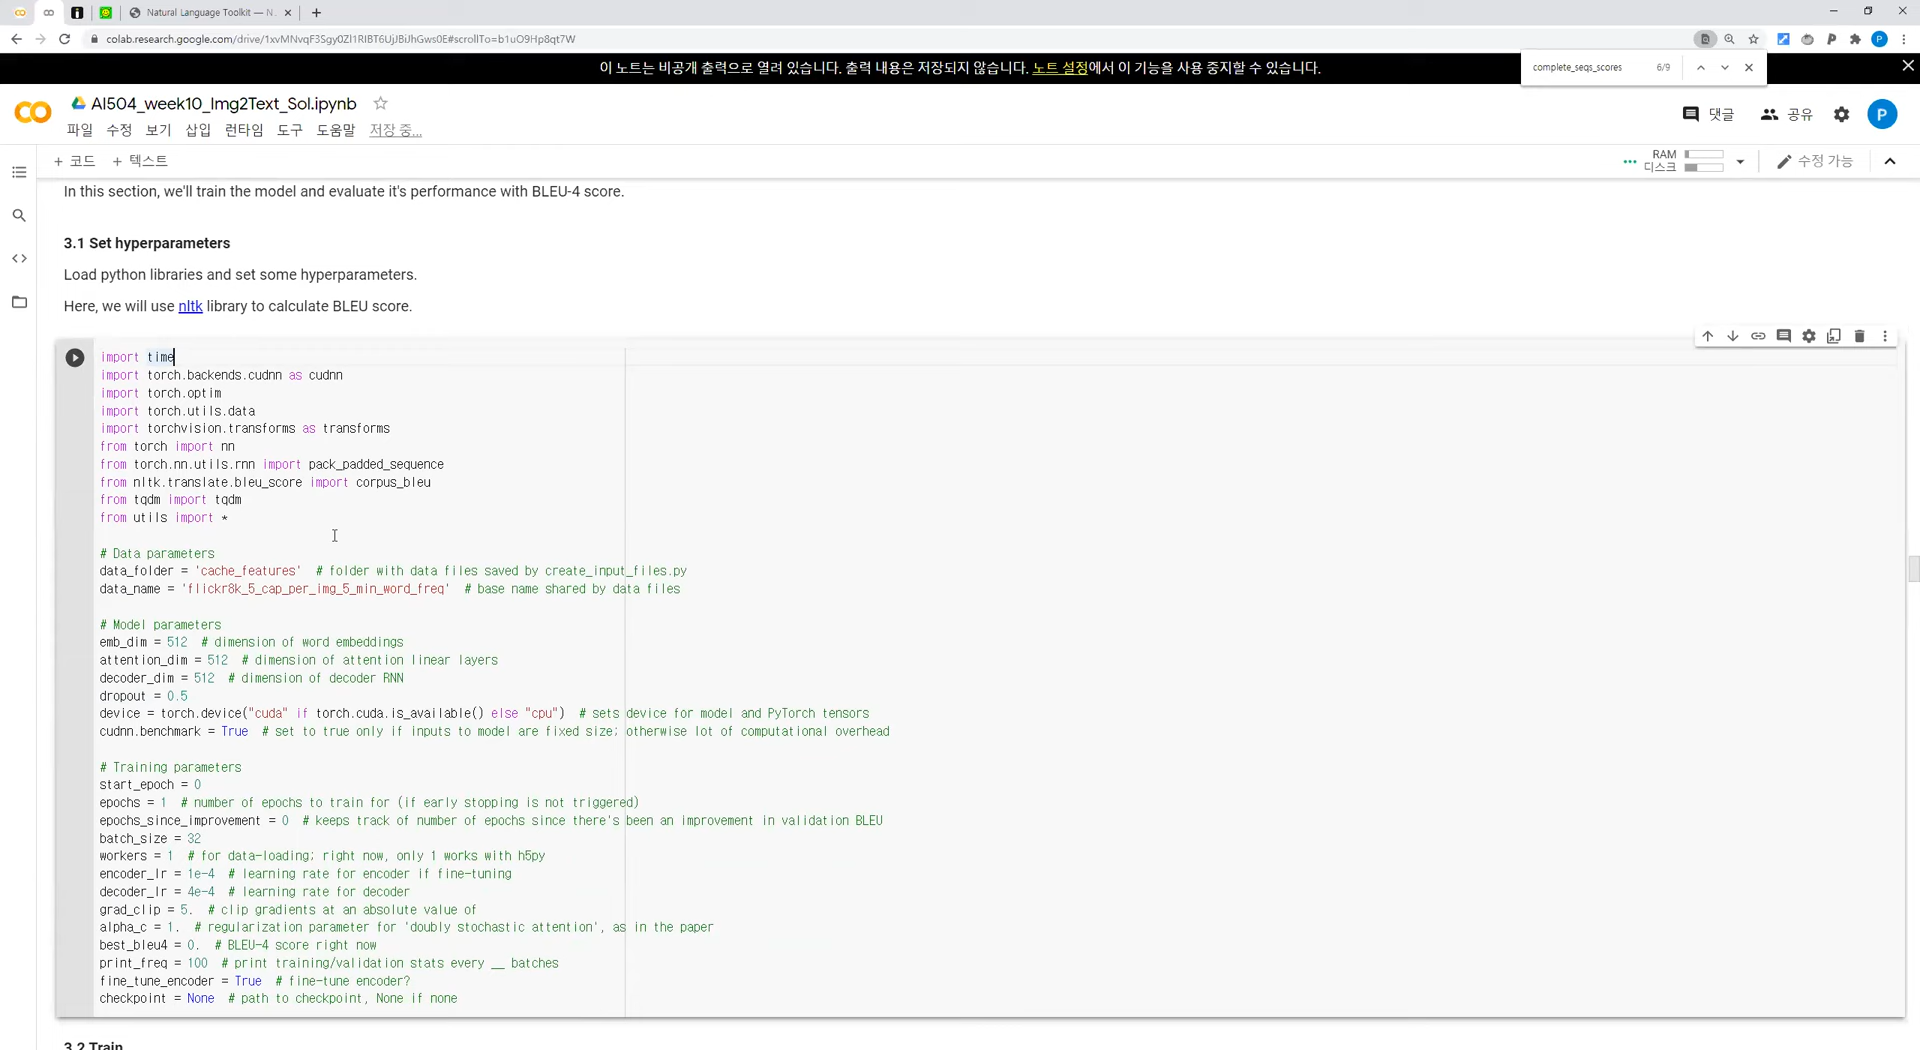 Natural Language Toolkit — N.
colab.research.google.com/drive/1xvMNvqF3Sgy0Zl1RIBT6UjJBiJhGws0E#scrollTo=b1uO9Hp8qt7W
이 노트는 비공개 출력으로 열려 있습니다. 출력 내용은 저장되지 않습니다. 노트 설정에서 이 기능을 사용 중지할 수 있습니다.
complete_seqs_scores 6/9
AI504_week10_Img2Text_Sol.ipynb
댓글 공유 P
파일 수정 보기 삽입 런타임 도구 도움말 저장 중...
+ 코드 + 텍스트
RAM
디스크
수정 가능
In this section, we'll train the model and evaluate it's performance with BLEU-4 score.
3.1 Set hyperparameters
Load python libraries and set some hyperparameters.
Here, we will use nltk library to calculate BLEU score.
import time
import torch.backends.cudnn as cudnn
import torch.optim
import torch.utils.data
import torchvision.transforms as transforms
from torch import nn
from torch.nn.utils.rnn import pack_padded_sequence
from nltk.translate.bleu_score import corpus_bleu
from tqdm import tqdm
from utils import *
# Data parameters
data_folder = 'cache_features'  # folder with data files saved by create_input_files.py
data_name = 'flickr8k_5_cap_per_img_5_min_word_freq'  # base name shared by data files
# Model parameters
emb_dim = 512  # dimension of word embeddings
attention_dim = 512  # dimension of attention linear layers
decoder_dim = 512  # dimension of decoder RNN
dropout = 0.5
device = torch.device("cuda" if torch.cuda.is_available() else "cpu")  # sets device for model and PyTorch tensors
cudnn.benchmark = True  # set to true only if inputs to model are fixed size; otherwise lot of computational overhead
# Training parameters
start_epoch = 0
epochs = 1  # number of epochs to train for (if early stopping is not triggered)
epochs_since_improvement = 0  # keeps track of number of epochs since there's been an improvement in validation BLEU
batch_size = 32
workers = 1  # for data-loading; right now, only 1 works with h5py
encoder_lr = 1e-4  # learning rate for encoder if fine-tuning
decoder_lr = 4e-4  # learning rate for decoder
grad_clip = 5.  # clip gradients at an absolute value of
alpha_c = 1.  # regularization parameter for 'doubly stochastic attention', as in the paper
best_bleu4 = 0.  # BLEU-4 score right now
print_freq = 100  # print training/validation stats every __ batches
fine_tune_encoder = True  # fine-tune encoder?
checkpoint = None  # path to checkpoint, None if none
3.2 Train